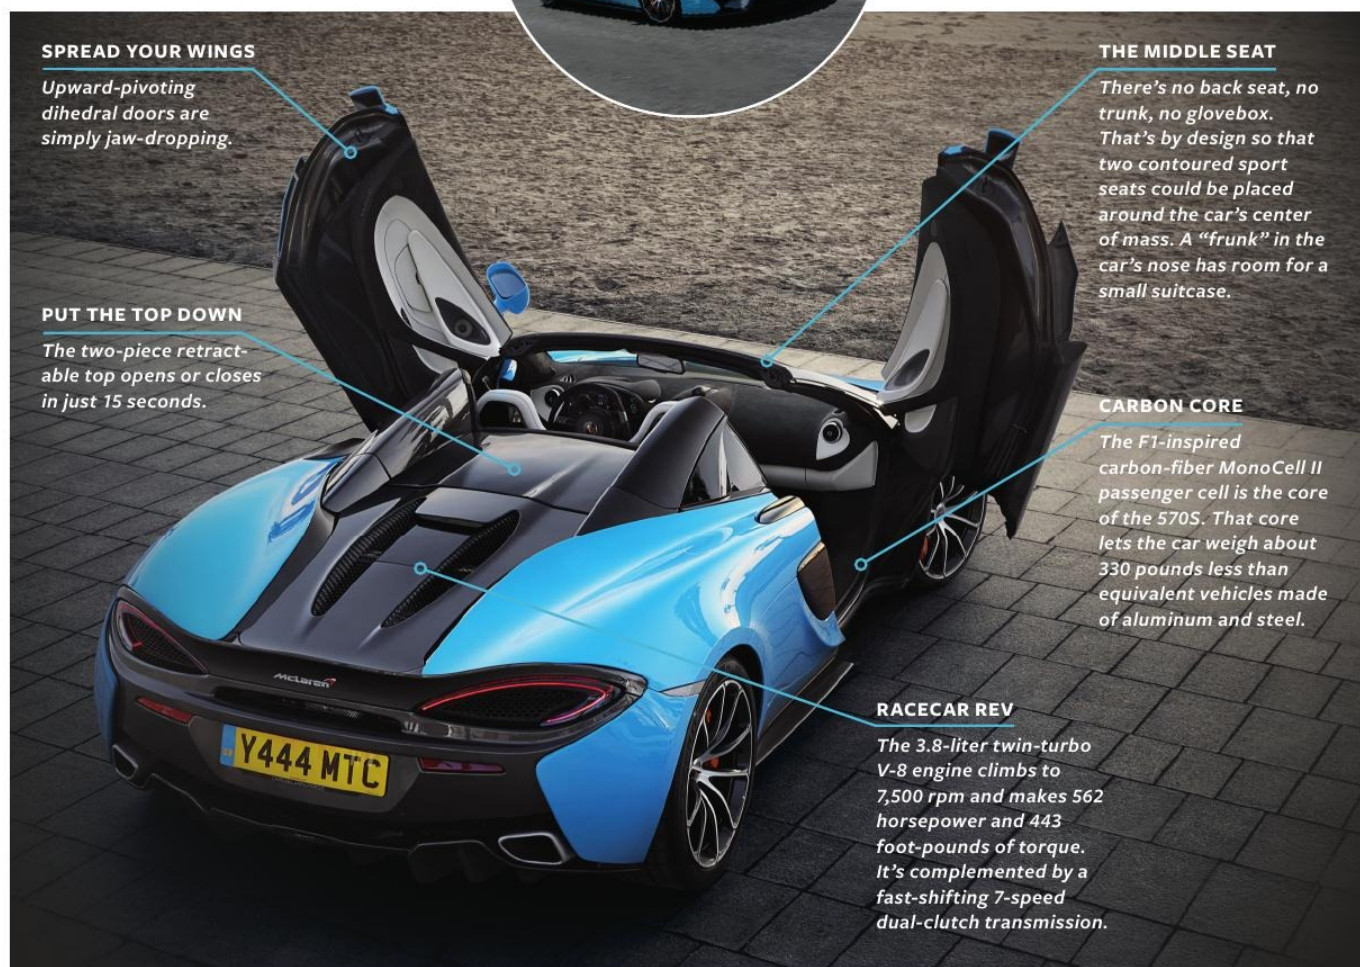 SPREAD YOUR WINGS
Upward-pivoting
dihedral doors are
simply jaw-dropping.
PUT THE TOP DOWN
The two-piece retract-
able top opens or closes
in just 15 seconds.
THE MIDDLE SEAT
There's no back seat, no
trunk, no glovebox.
That's by design so that
two contoured sport
seats could be placed
around the car's center
of mass. A “frunk” in the
car's nose has room for a
small suitcase.
CARBON CORE
The F1-inspired
carbon-fiber MonoCell II
passenger cell is the core
of the 570S. That core
lets the car weigh about
330 pounds less than
equivalent vehicles made
of aluminum and steel.
McLaren
Y444 MTC
RACECAR REV
The 3.8-liter twin-turbo
V-8 engine climbs to
7,500 rpm and makes 562
horsepower and 443
foot-pounds of torque.
It's complemented by a
fast-shifting 7-speed
dual-clutch transmission.